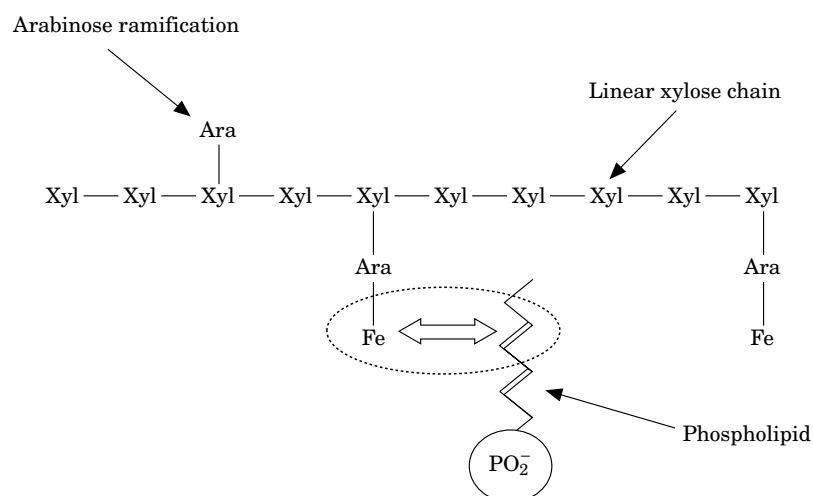 Arabinose ramification
Linear xylose chain
Ara
Xyl Xyl Xyl Xyl Xyl Xyl Xyl Xyl Xyl Xyl
Ara Ara
Fe Fe
Phospholipid
PO₂⁻